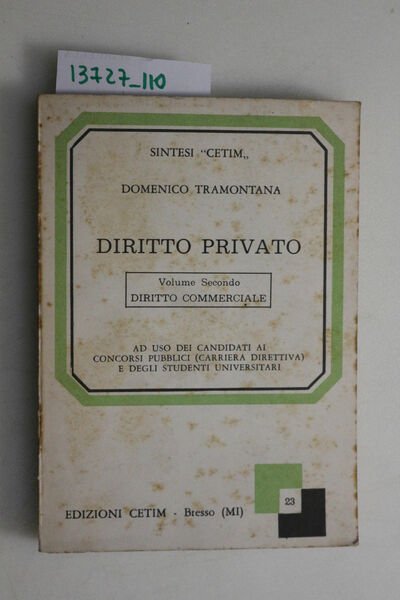 13727_110
SINTESI "CETIM„
DOMENICO TRAMONTANA
DIRITTO PRIVATO
Volume Secondo
DIRITTO COMMERCIALE
AD USO DEI CANDIDATI AI
CONCORSI PUBBLICI (CARRIERA DIRETTIVA)
E DEGLI STUDENTI UNIVERSITARI
23
EDIZIONI CETIM - Bresso (MI)